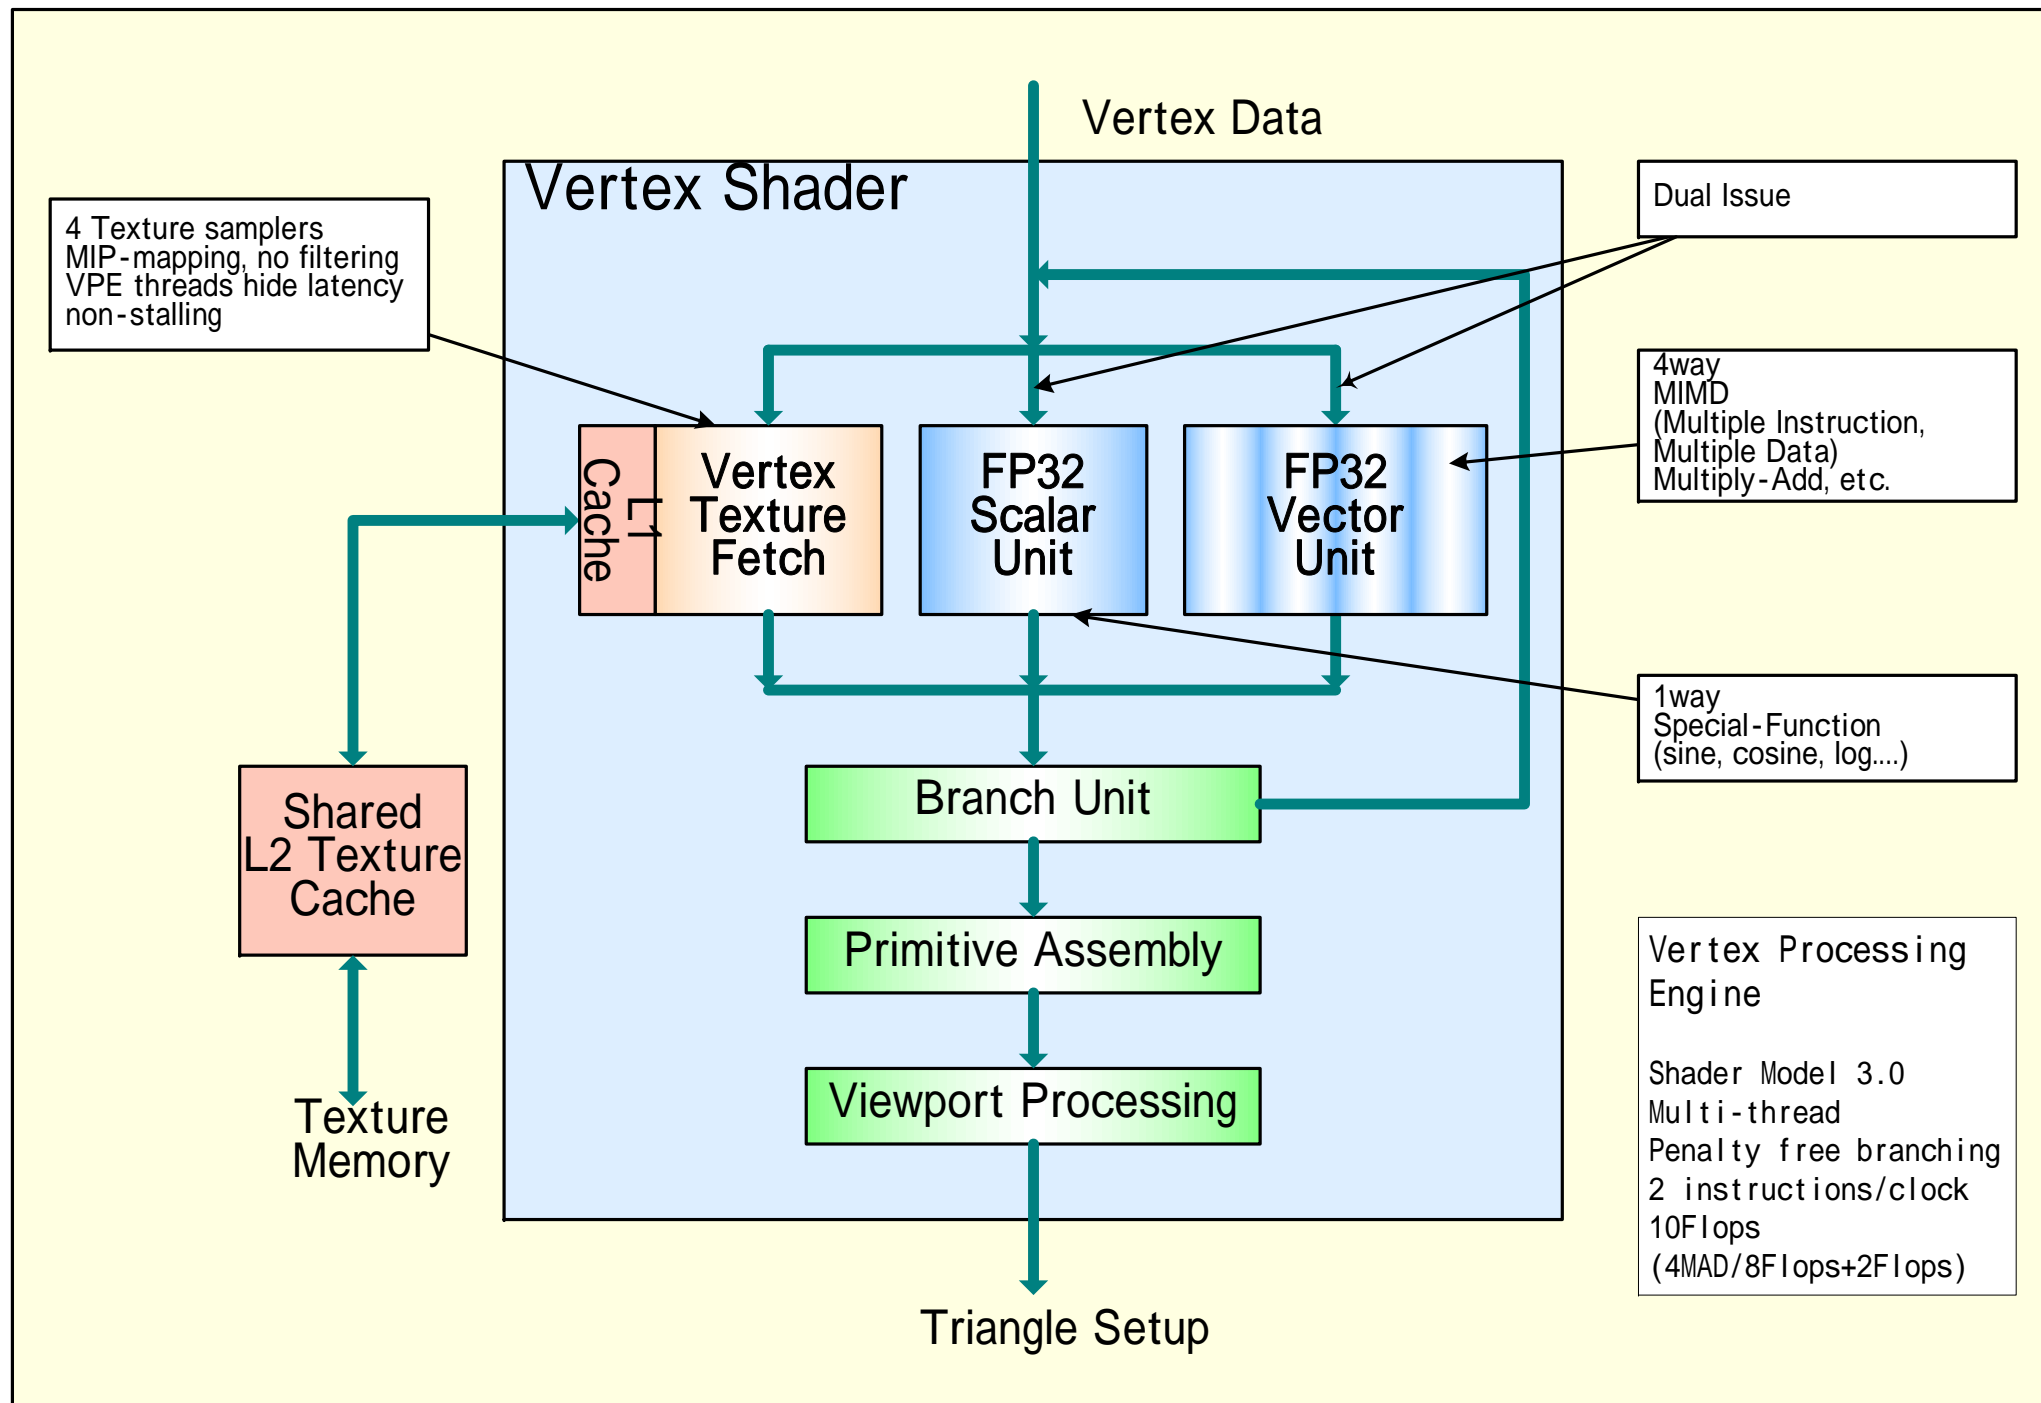 Vertex Data
Vertex Shader
4 Texture samplers
MIP-mapping, no filtering
VPE threads hide latency
non-stalling
Dual Issue
4way
MIMD
(Multiple Instruction,
Multiple Data)
Multiply-Add, etc.
L1
Cache
Vertex
Texture
Fetch
FP32
Scalar
Unit
FP32
Vector
Unit
1way
Special-Function
(sine, cosine, log....)
Shared
L2 Texture
Cache
Branch Unit
Primitive Assembly
Viewport Processing
Texture
Memory
Triangle Setup
Vertex Processing
Engine
Shader Model 3.0
Multi-thread
Penalty free branching
2 instructions/clock
10Flops
(4MAD/8Flops+2Flops)